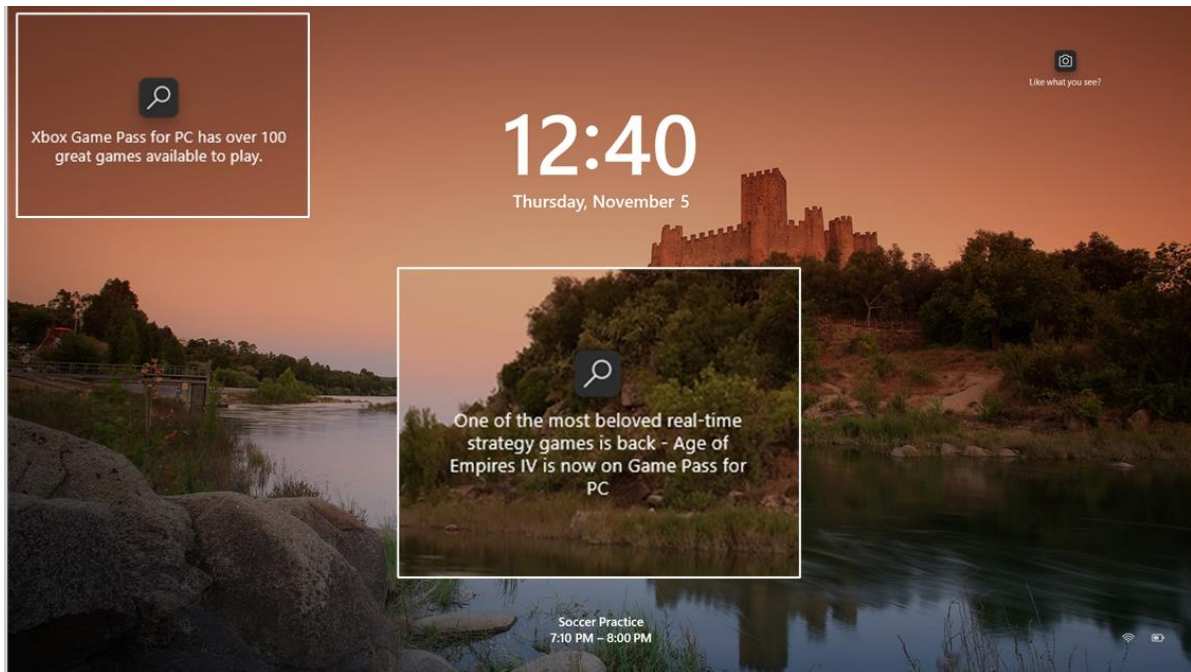 Xbox Game Pass for PC has over 100
great games available to play.
Like what you see?
12:40
Thursday, November 5
One of the most beloved real-time
strategy games is back - Age of
Empires IV is now on Game Pass for
PC
Soccer Practice
7:10 PM – 8:00 PM